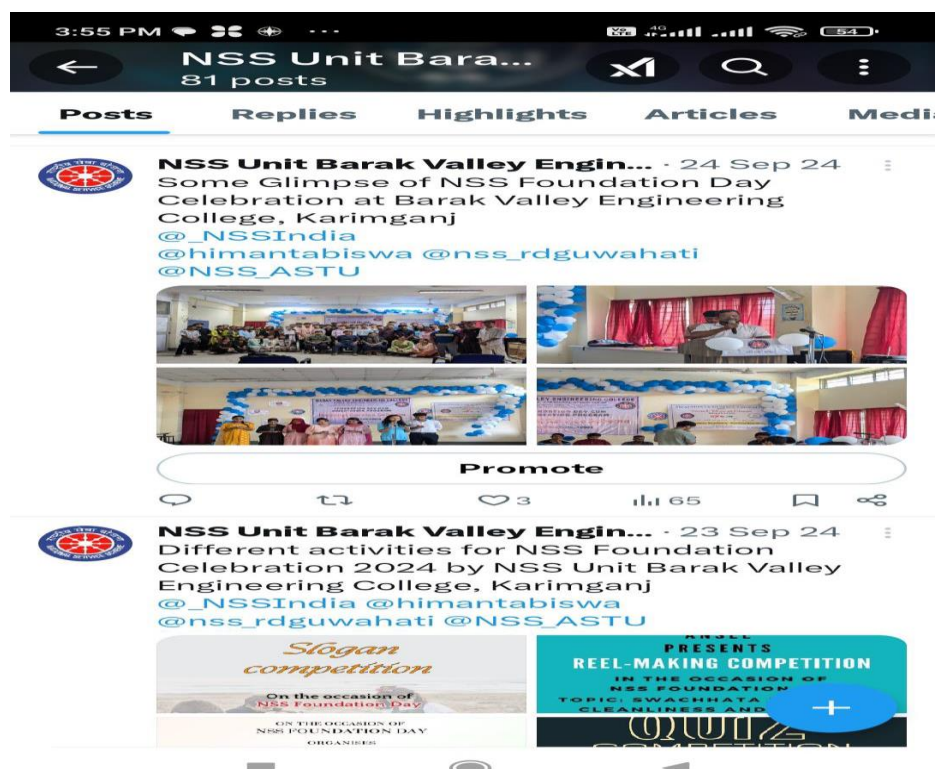 3:55 PM
Vo LTE 4G 54
NSS Unit Bara...
81 posts
Posts Replies Highlights Articles Medi
NSS Unit Barak Valley Engin... · 24 Sep 24
Some Glimpse of NSS Foundation Day
Celebration at Barak Valley Engineering
College, Karimganj
@_NSSIndia
@himantabiswa @nss_rdguwahati
@NSS_ASTU
Promote
3 65
NSS Unit Barak Valley Engin... · 23 Sep 24
Different activities for NSS Foundation
Celebration 2024 by NSS Unit Barak Valley
Engineering College, Karimganj
@_NSSIndia @himantabiswa
@nss_rdguwahati @NSS_ASTU
Slogan
competition
On the occasion of
NSS Foundation Day
ON THE OCCASION OF
NSS FOUNDATION DAY
ORGANISES
PRESENTS
REEL-MAKING COMPETITION
IN THE OCCASION OF
NSS FOUNDATION
TOPIC: SWACHHATA
CLEANLINESS AND
QUIZ